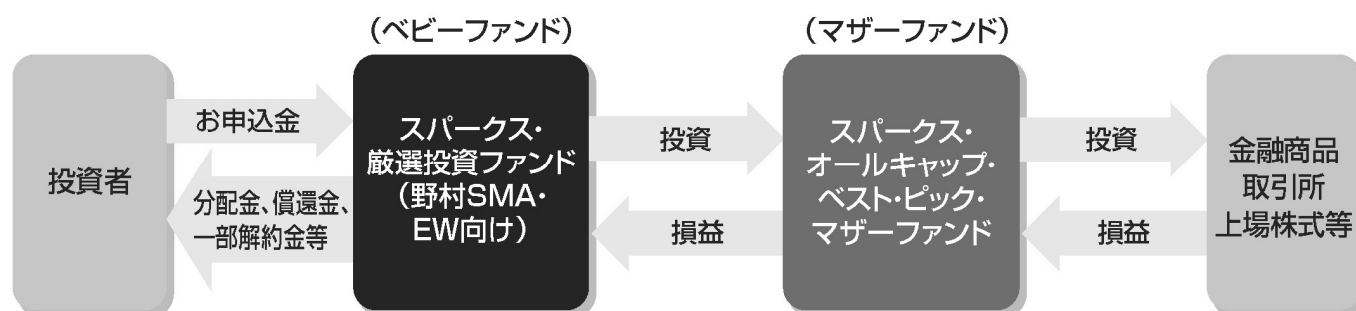 (ベビーファンド)
(マザーファンド)
投資者
お申込金
分配金、償還金、
一部解約金等
スパークス・
厳選投資ファンド
(野村SMA・
EW向け)
投資
損益
スパークス・
オールキャップ・
ベスト・ピック・
マザーファンド
投資
損益
金融商品
取引所
上場株式等